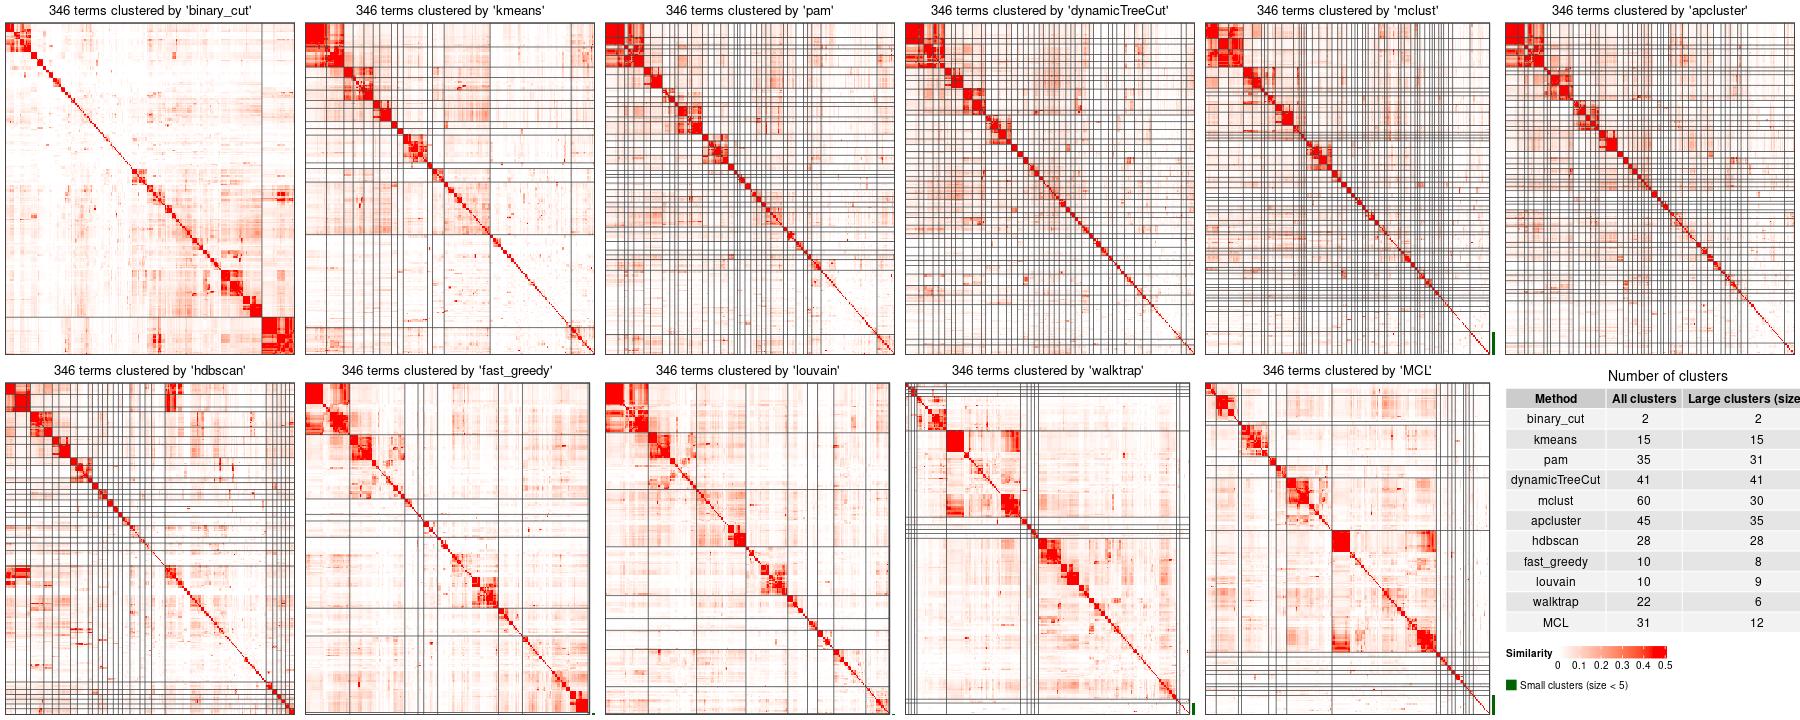 346 terms clustered by 'binary_cut'
346 terms clustered by 'kmeans'
346 terms clustered by 'pam'
346 terms clustered by 'dynamicTreeCut'
346 terms clustered by 'mclust'
346 terms clustered by 'apcluster'
346 terms clustered by 'hdbscan'
346 terms clustered by 'fast_greedy'
346 terms clustered by 'louvain'
346 terms clustered by 'walktrap'
346 terms clustered by 'MCL'
Number of clusters
Method All clusters Large clusters (size
binary_cut 2 2
kmeans 15 15
pam 35 31
dynamicTreeCut 41 41
mclust 60 30
apcluster 45 35
hdbscan 28 28
fast_greedy 10 8
louvain 10 9
walktrap 22 6
MCL 31 12
Similarity
0 0.1 0.2 0.3 0.4 0.5
Small clusters (size < 5)